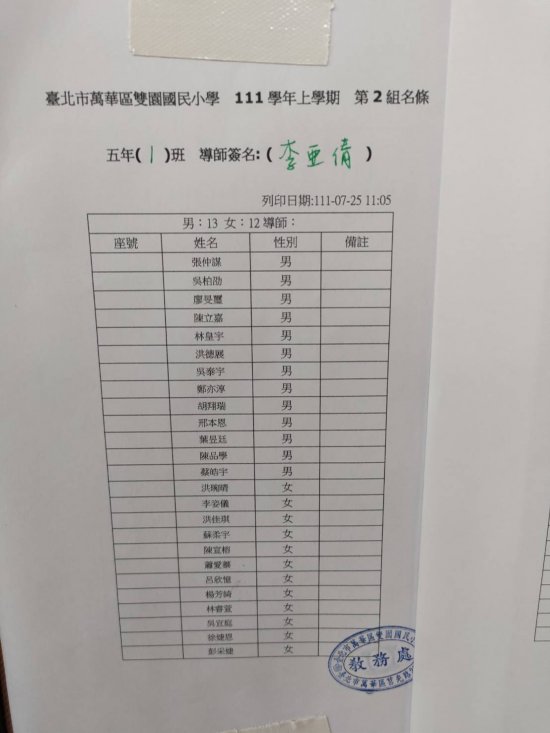 臺北市萬華區雙園國民小學 111 學年上學期 第 2 組名條
五年( 1 )班 導師簽名: ( 李亜倩 )
列印日期:111-07-25 11:05
男:13 女:12 導師:
座號 姓名 性別 備註
張仲謀 男
吳柏劭 男
廖旻璽 男
陳立嘉 男
林皇宇 男
洪德展 男
吳泰宇 男
鄭亦淳 男
胡翔瑞 男
邢本恩 男
葉昱廷 男
陳品學 男
蔡皓宇 男
洪琬晴 女
李姿儀 女
洪佳琪 女
蘇柔宇 女
陳宣榕 女
蕭愛蓁 女
呂欣憶 女
楊芳綺 女
林睿萱 女
吳宜庭 女
徐婕恩 女
彭宋婕 女
臺北市萬華區雙園國民小
教務處